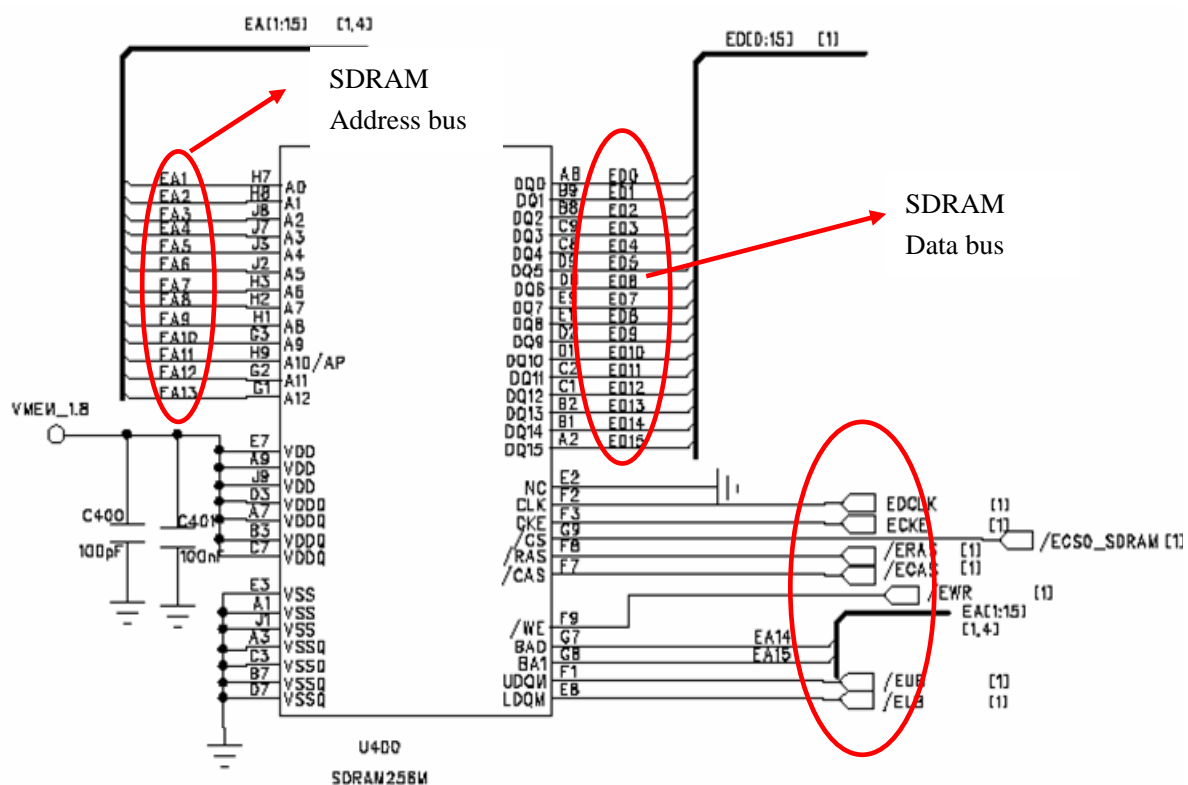 EA[1:15] [1,4]
ED[0:15] [1]
SDRAM
Address bus
SDRAM
Data bus
EA1 H7 A0
EA2 H8 A1
EA3 J8 A2
EA4 J7 A3
EA5 J3 A4
EA6 J2 A5
EA7 H3 A6
EA8 H2 A7
EA9 H1 A8
EA10 G3 A9
EA11 H9 A10/AP
EA12 G2 A11
EA13 G1 A12
DQ0 A8 ED0
DQ1 B9 ED1
DQ2 B8 ED2
DQ3 C9 ED3
DQ4 C8 ED4
DQ5 D9 ED5
DQ6 D8 ED6
DQ7 E9 ED7
DQ8 E1 ED8
DQ9 D2 ED9
DQ10 D1 ED10
DQ11 C2 ED11
DQ12 C1 ED12
DQ13 B2 ED13
DQ14 B1 ED14
DQ15 A2 ED15
VMEM_1.8
E7 VDD
A9 VDD
J9 VDD
D3 VDDQ
A7 VDDQ
B3 VDDQ
C7 VDDQ
C400
100pF
C401
100nF
E3 VSS
A1 VSS
J1 VSS
A3 VSSQ
C3 VSSQ
B7 VSSQ
D7 VSSQ
NC E2
CLK F2 EDCLK [1]
CKE F3 ECKE [1]
/CS G9 /ECS0_SDRAM [1]
/RAS F8 /ERAS [1]
/CAS F7 /ECAS [1]
/WE F9 /EWR [1]
EA[1:15]
[1,4]
BA0 G7 EA14
BA1 G8 EA15
UDQM F1 /EUB [1]
LDQM E8 /ELB [1]
U400
SDRAM256M